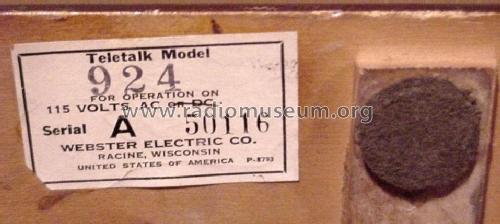 Teletalk Model
924
FOR OPERATION ON
115 VOLTS, AC OR DC.
Serial A 50116
WEBSTER ELECTRIC CO.
RACINE, WISCONSIN
UNITED STATES OF AMERICA P-8793
www.radiomuseum.org